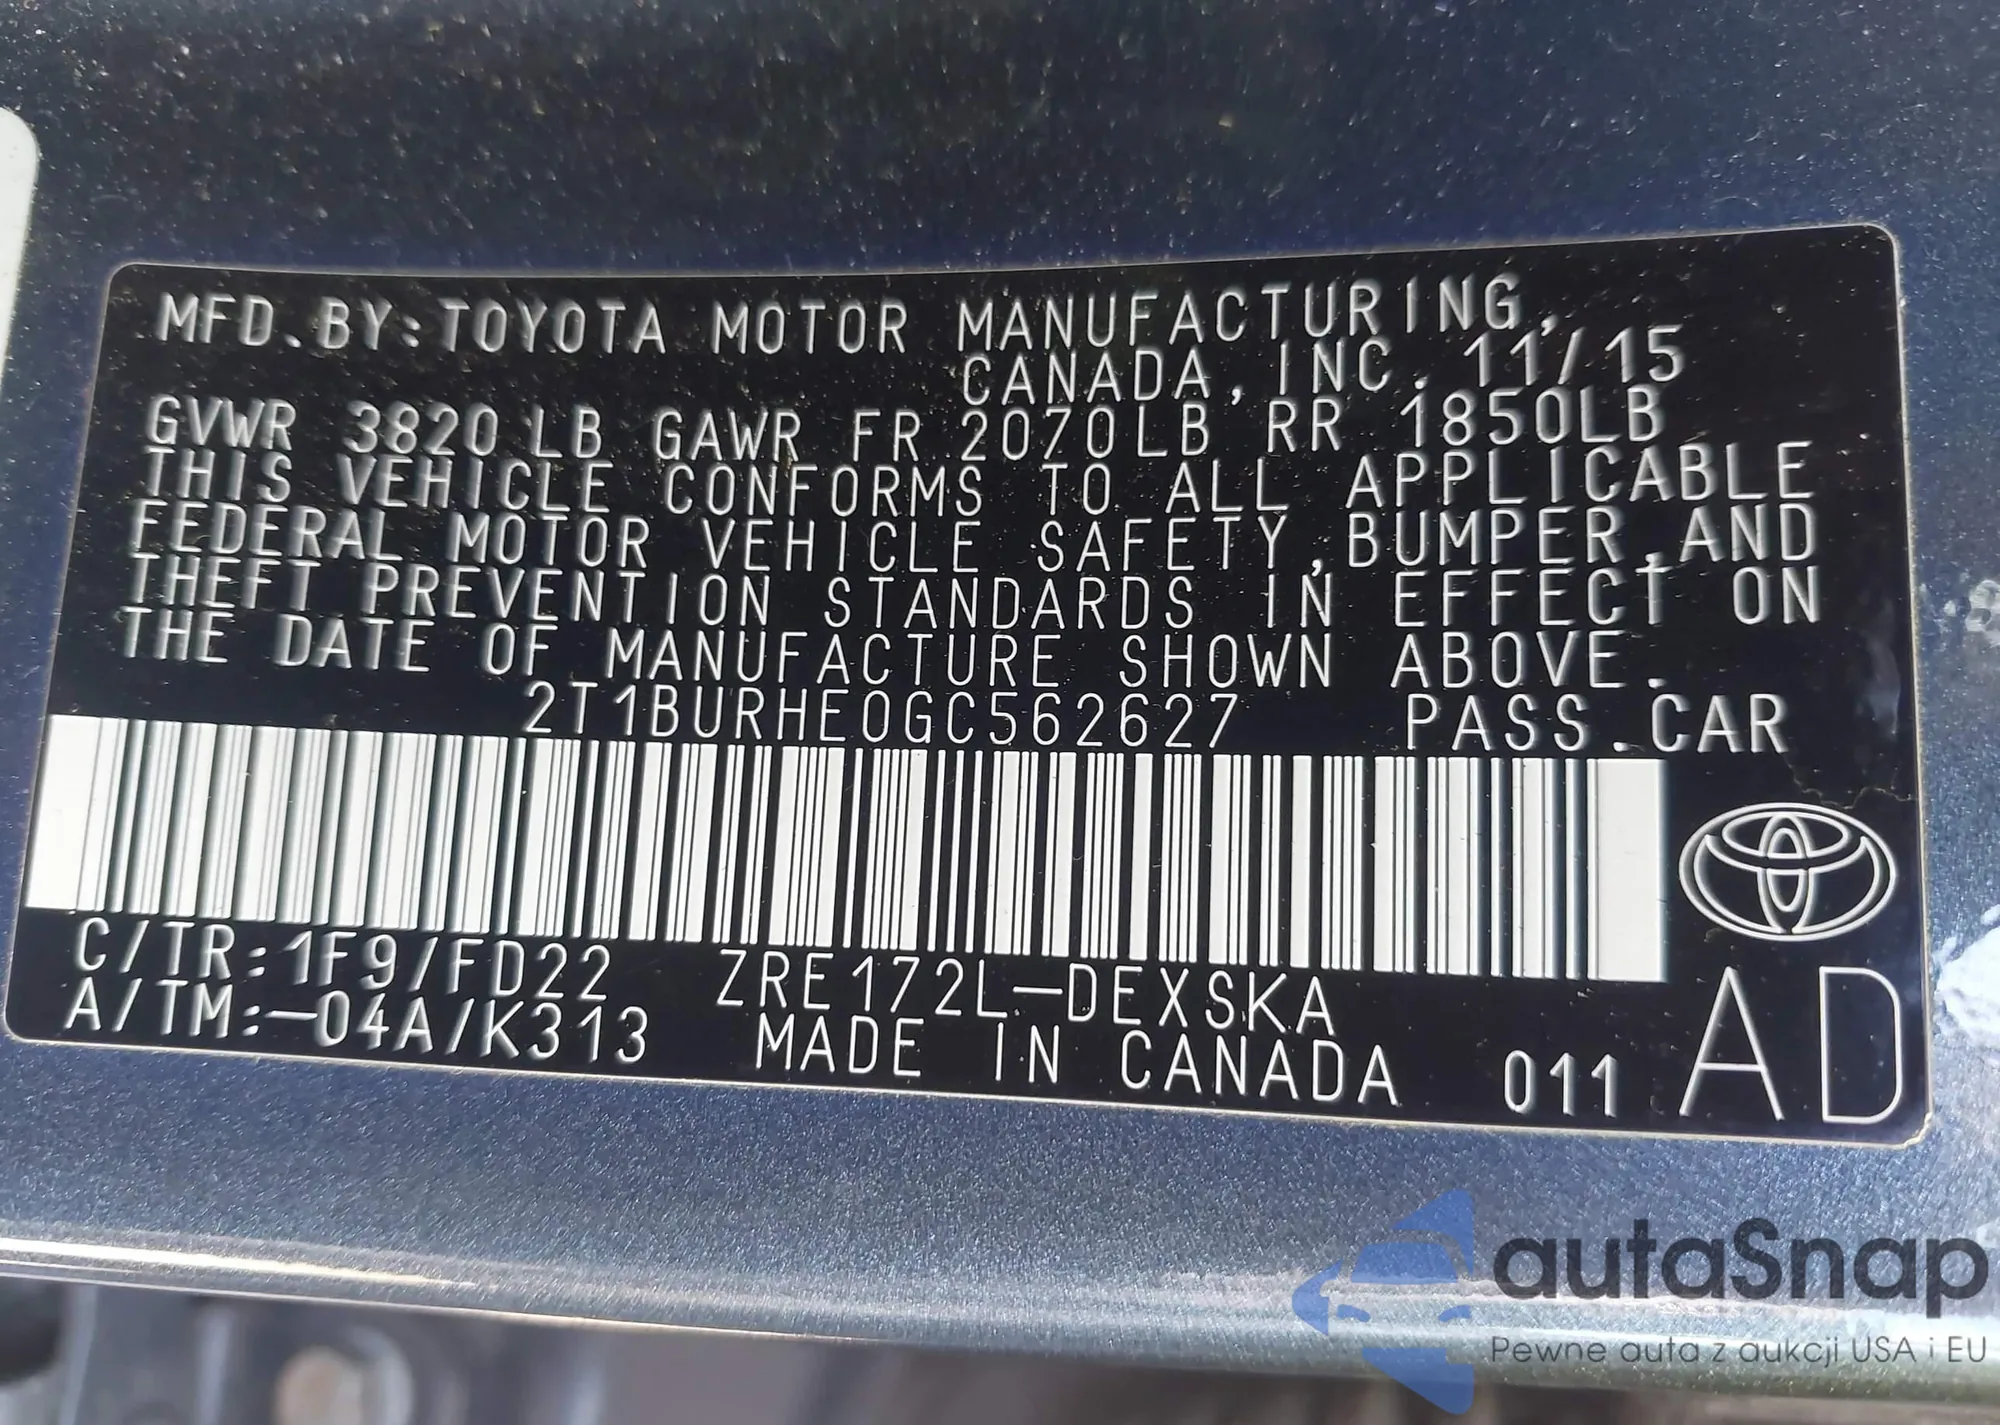 MFD.BY:TOYOTA MOTOR MANUFACTURING,
CANADA,INC. 11/15
GVWR 3820LB GAWR FR 2070LB RR 1850LB
THIS VEHICLE CONFORMS TO ALL APPLICABLE
FEDERAL MOTOR VEHICLE SAFETY,BUMPER,AND
THEFT PREVENTION STANDARDS IN EFFECT ON
THE DATE OF MANUFACTURE SHOWN ABOVE.
2T1BURHE0GC562627 PASS.CAR
C/TR:1F9/FD22 ZRE172L-DEXSKA
A/TM:-04A/K313 MADE IN CANADA 011 AD
autaSnap
Pewne auta z aukcji USA i EU